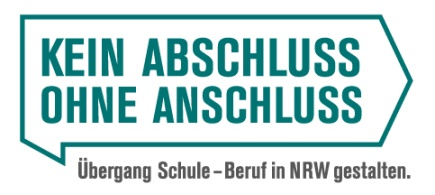 KEIN ABSCHLUSS
OHNE ANSCHLUSS
Übergang Schule – Beruf in NRW gestalten.